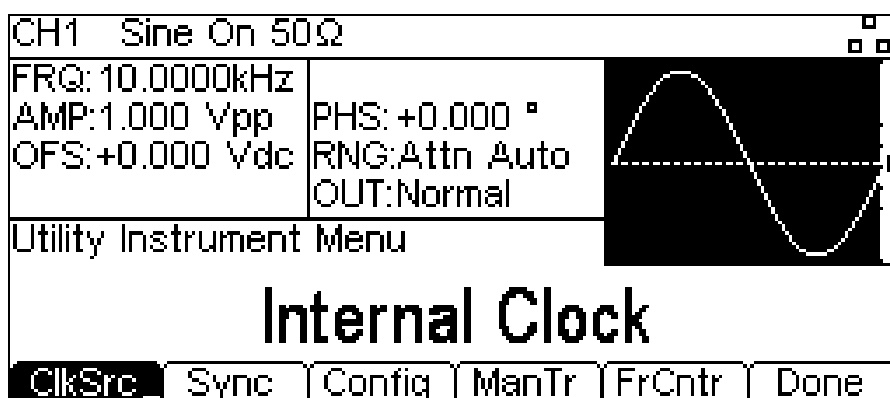 CH1 Sine On 50Ω
FRQ:10.0000kHz
AMP:1.000 Vpp
OFS:+0.000 Vdc
PHS:+0.000 °
RNG:Attn Auto
OUT:Normal
Utility Instrument Menu
Internal Clock
ClkSrc Sync Config ManTr FrCntr Done